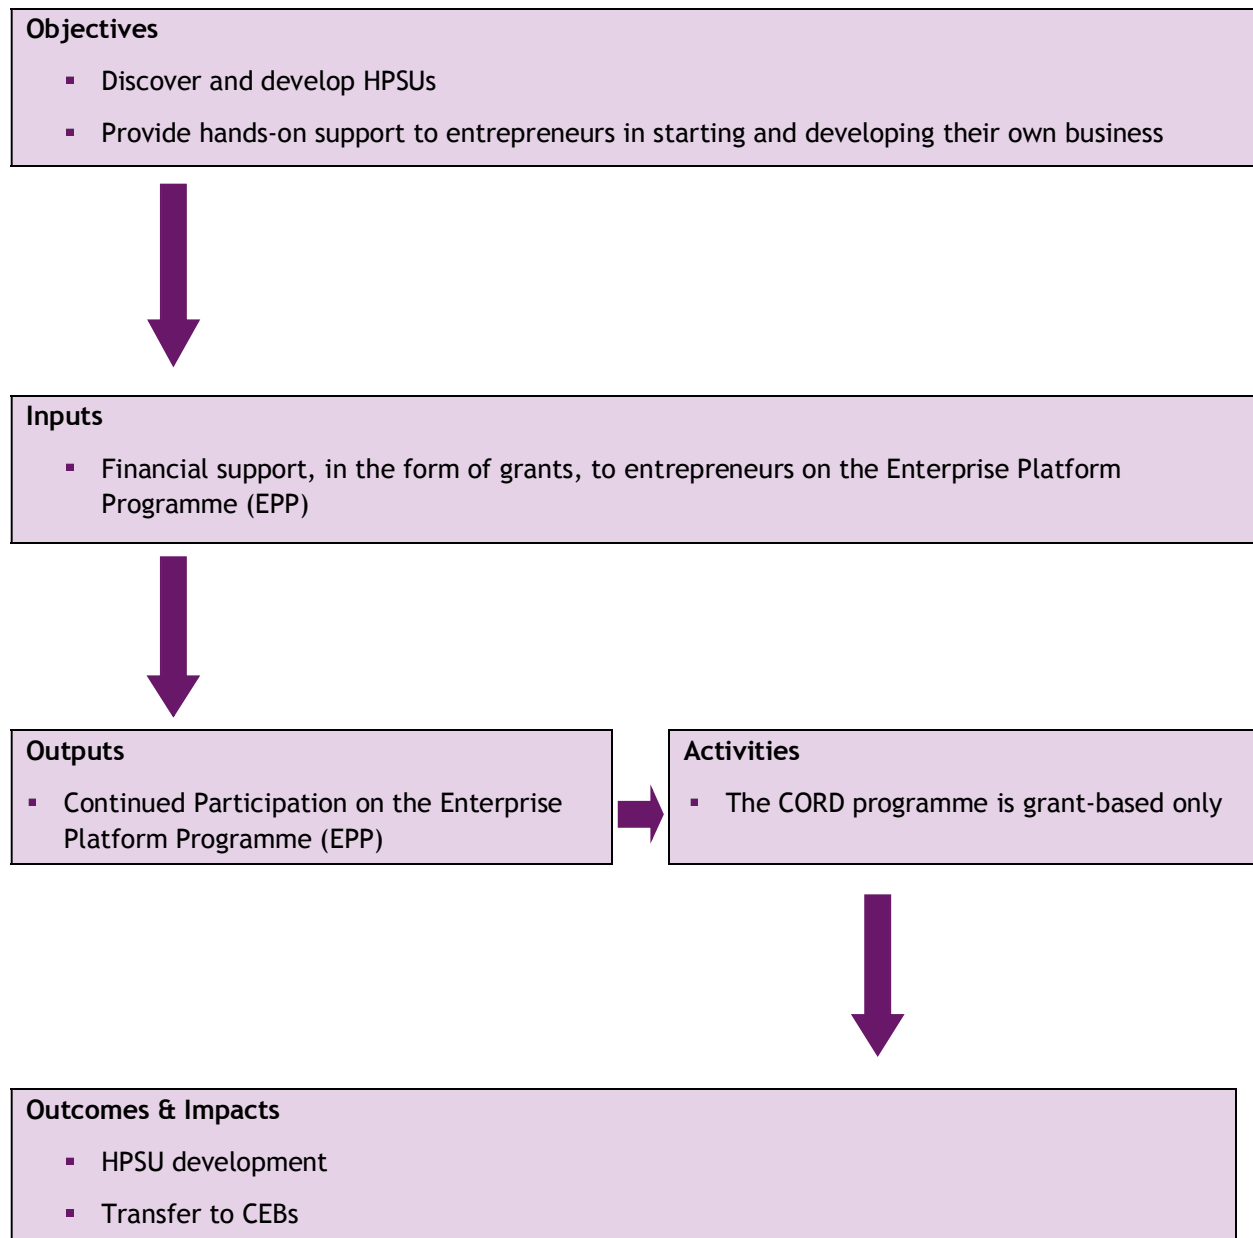 Objectives
▪ Discover and develop HPSUs
▪ Provide hands-on support to entrepreneurs in starting and developing their own business
Inputs
▪ Financial support, in the form of grants, to entrepreneurs on the Enterprise Platform
Programme (EPP)
Outputs
▪ Continued Participation on the Enterprise
Platform Programme (EPP)
Activities
▪ The CORD programme is grant-based only
Outcomes & Impacts
▪ HPSU development
▪ Transfer to CEBs